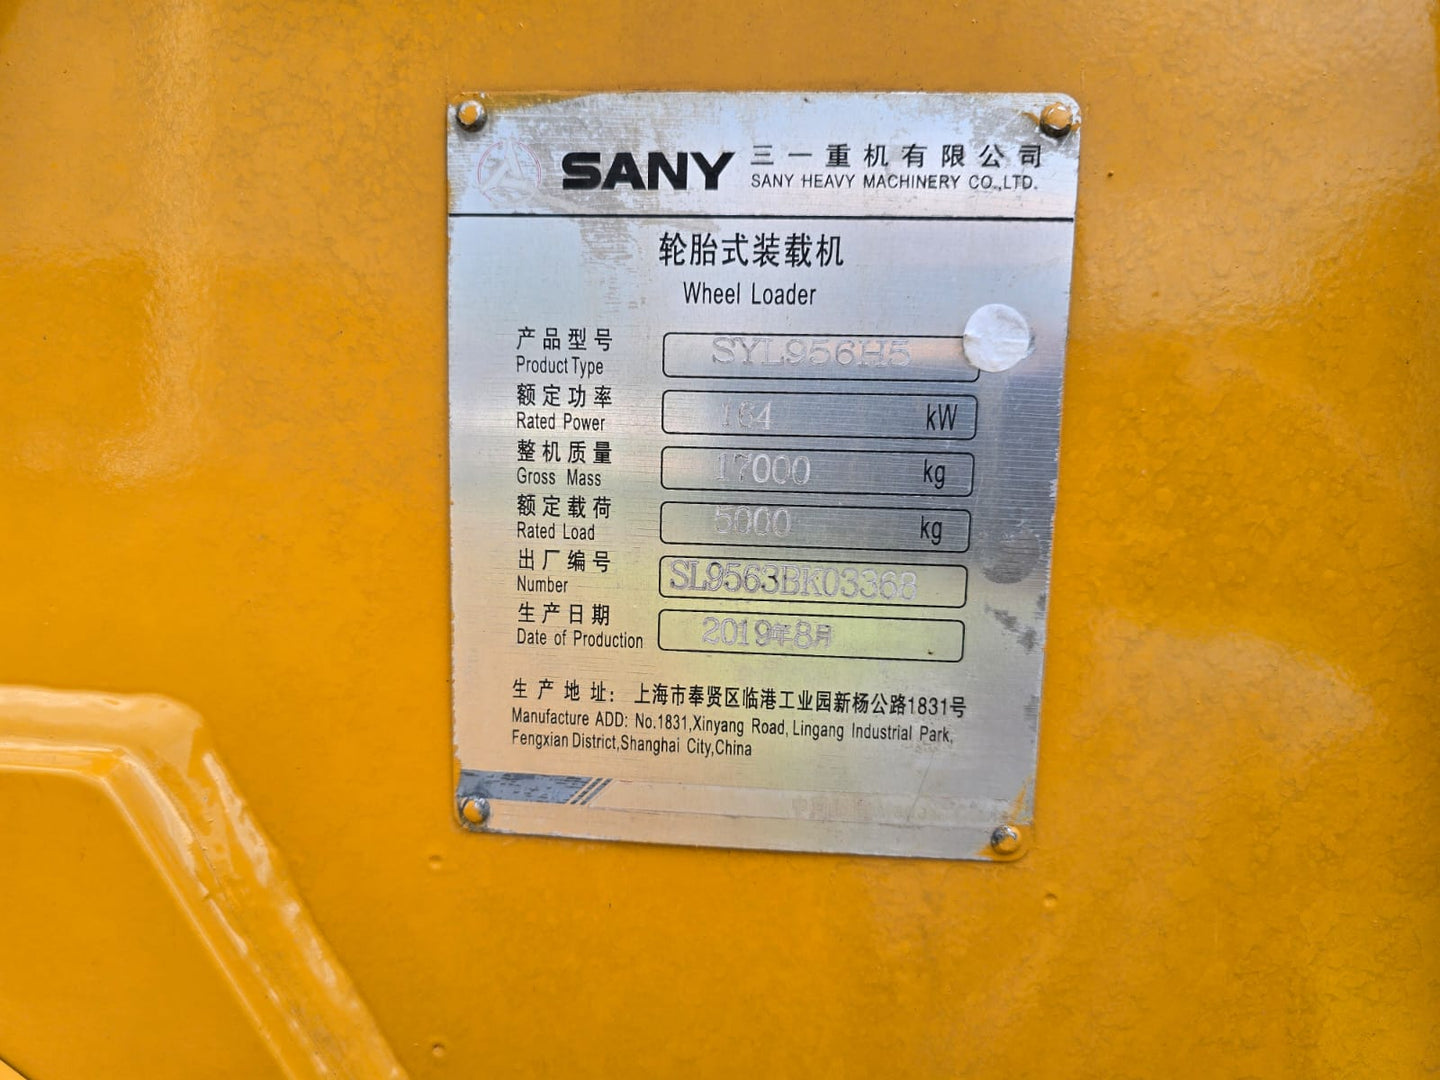 SANY 三一重机有限公司
SANY HEAVY MACHINERY CO.,LTD.
轮胎式装载机
Wheel Loader
产品型号 SYL956H5
Product Type
额定功率 164 kW
Rated Power
整机质量 17000 kg
Gross Mass
额定载荷 5000 kg
Rated Load
出厂编号 SL9563BK03368
Number
生产日期 2019年8月
Date of Production
生产地址: 上海市奉贤区临港工业园新杨公路1831号
Manufacture ADD: No.1831,Xinyang Road,Lingang Industrial Park,
Fengxian District,Shanghai City,China